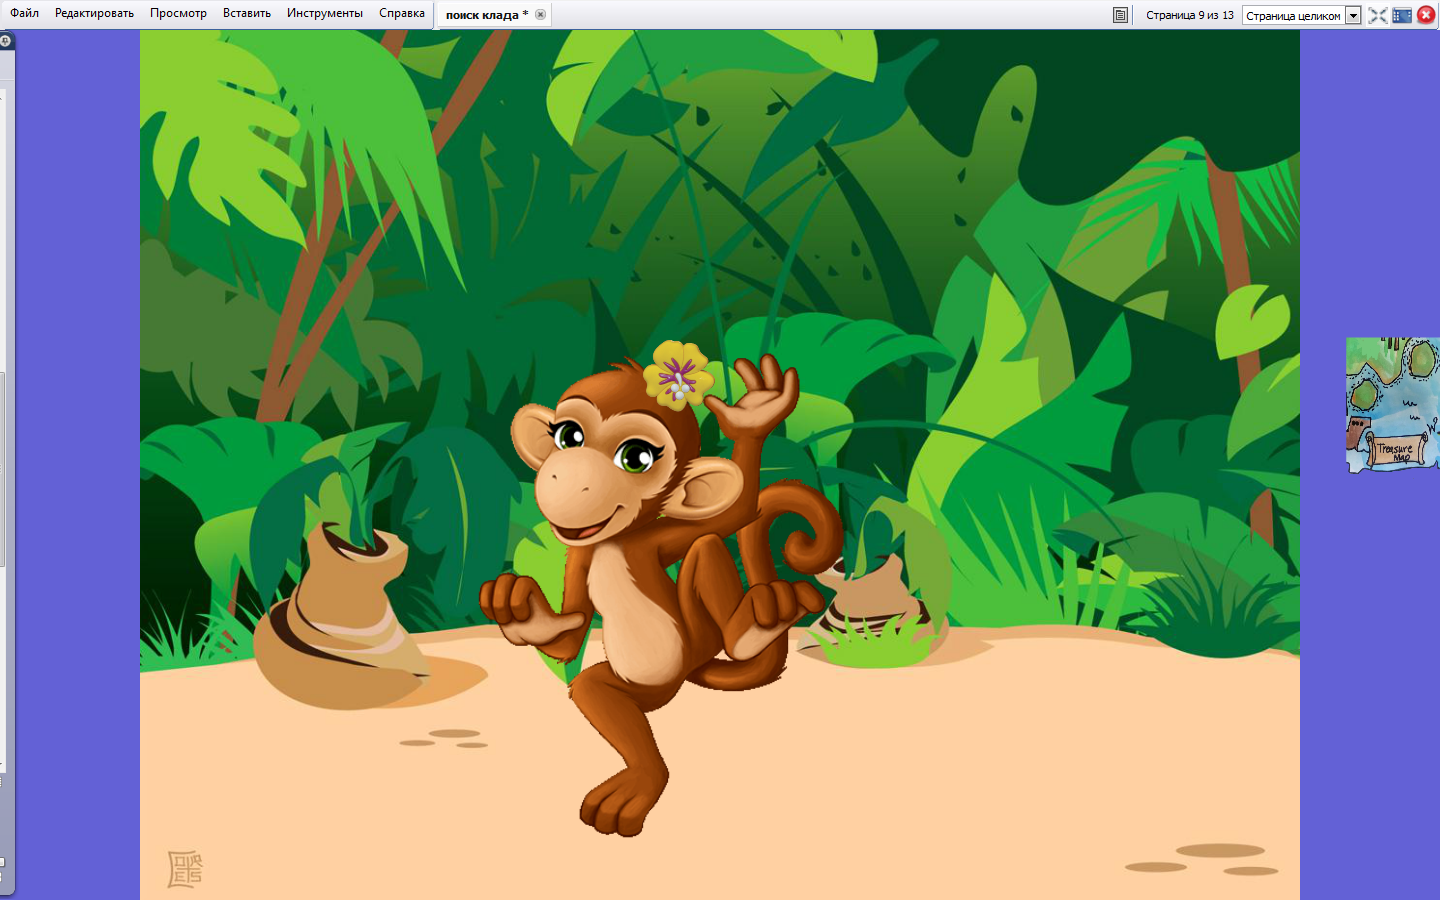 Файл Редактировать Просмотр Вставить Инструменты Справка поиск клада * Страница 9 из 13 Страница целиком
Treasure
Map